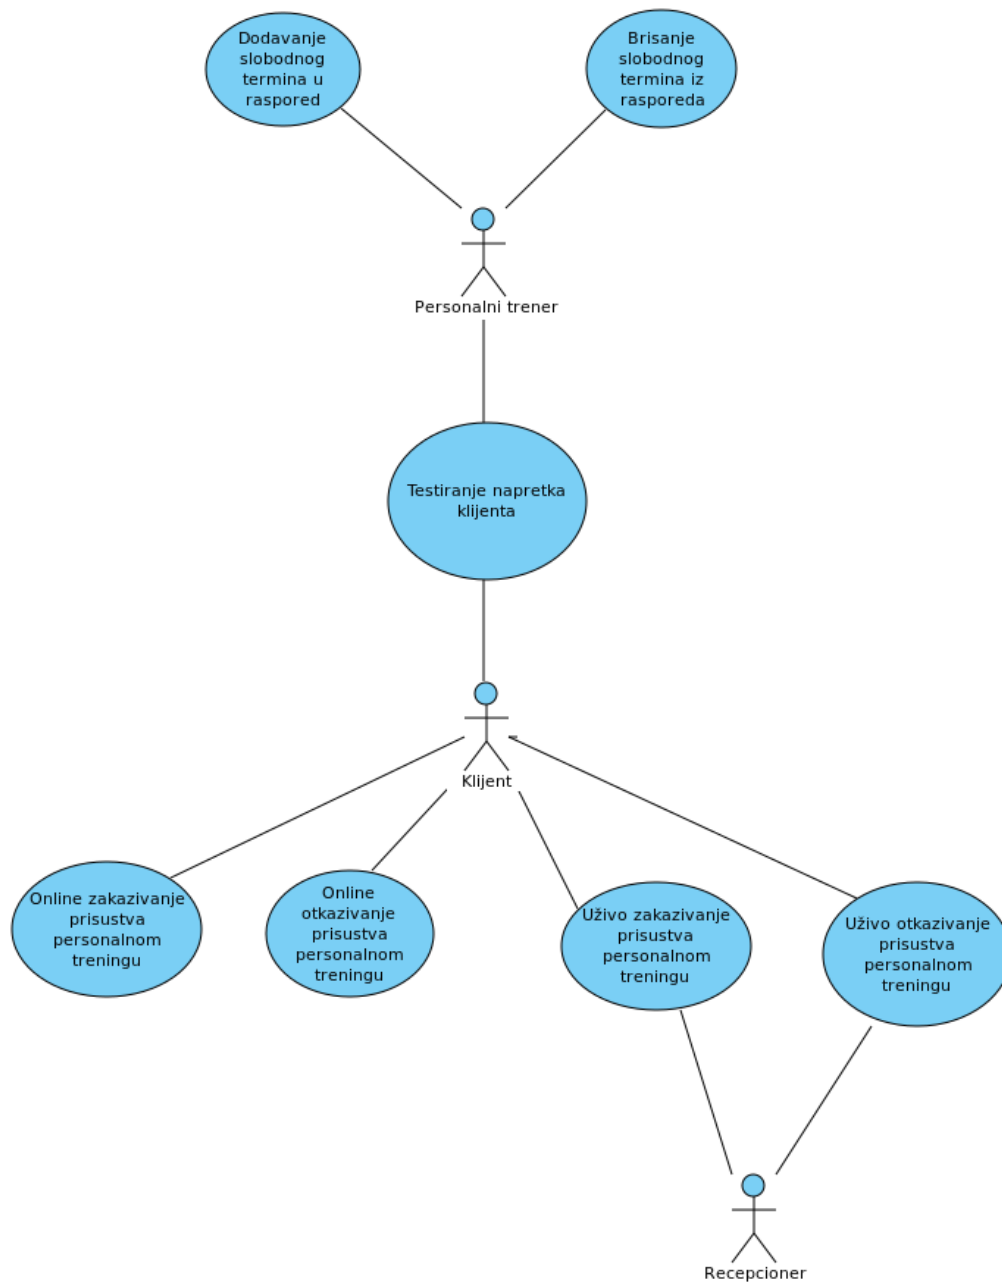 Dodavanje
slobodnog
termina u
raspored
Brisanje
slobodnog
termina iz
rasporeda
Personalni trener
Testiranje napretka
klijenta
Klijent
Online zakazivanje
prisustva
personalnom
treningu
Online
otkazivanje
prisustva
personalnom
treningu
Uživo zakazivanje
prisustva
personalnom
treningu
Uživo otkazivanje
prisustva
personalnom
treningu
Recepcioner